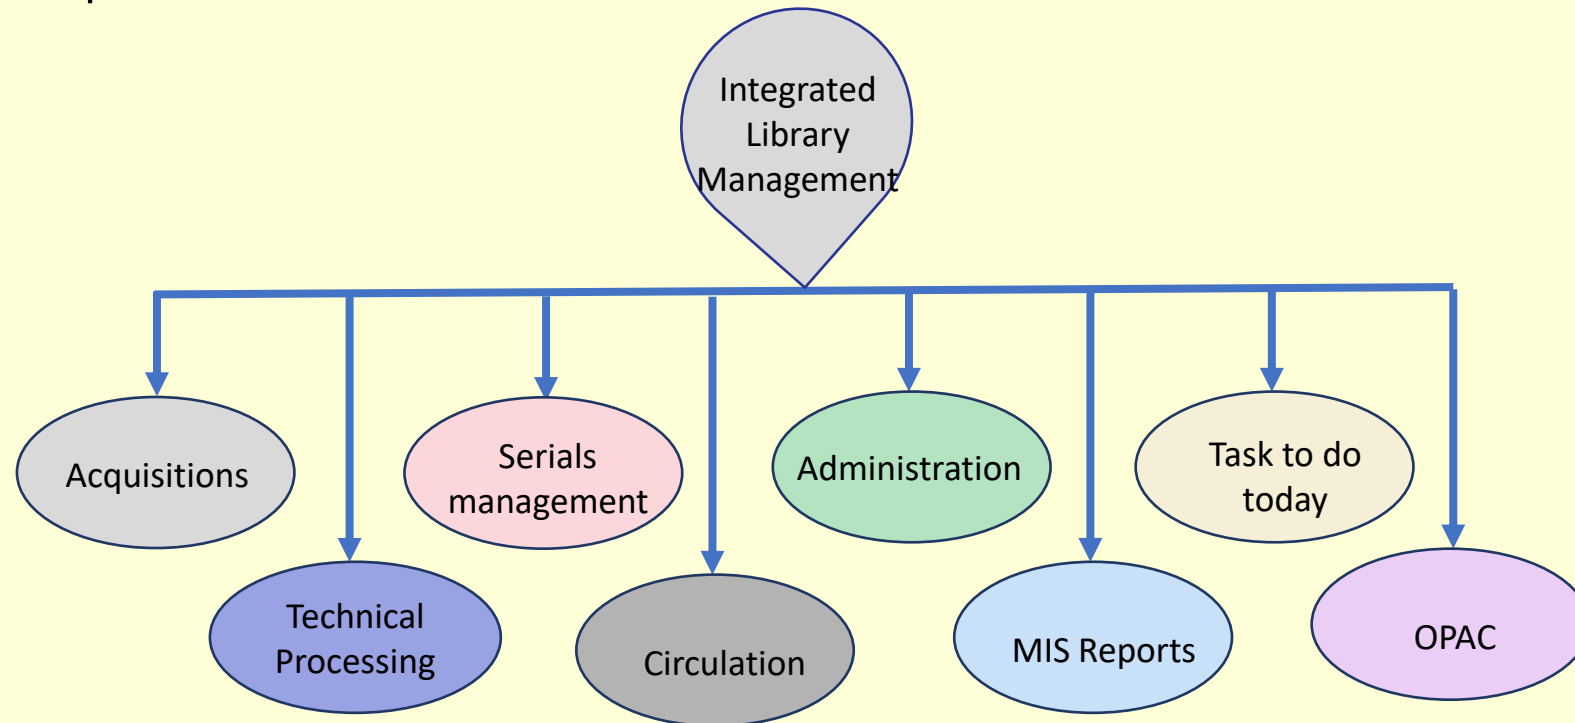 Integrated
Library
Management
Acquisitions
Technical
Processing
Serials
management
Circulation
Administration
MIS Reports
Task to do
today
OPAC